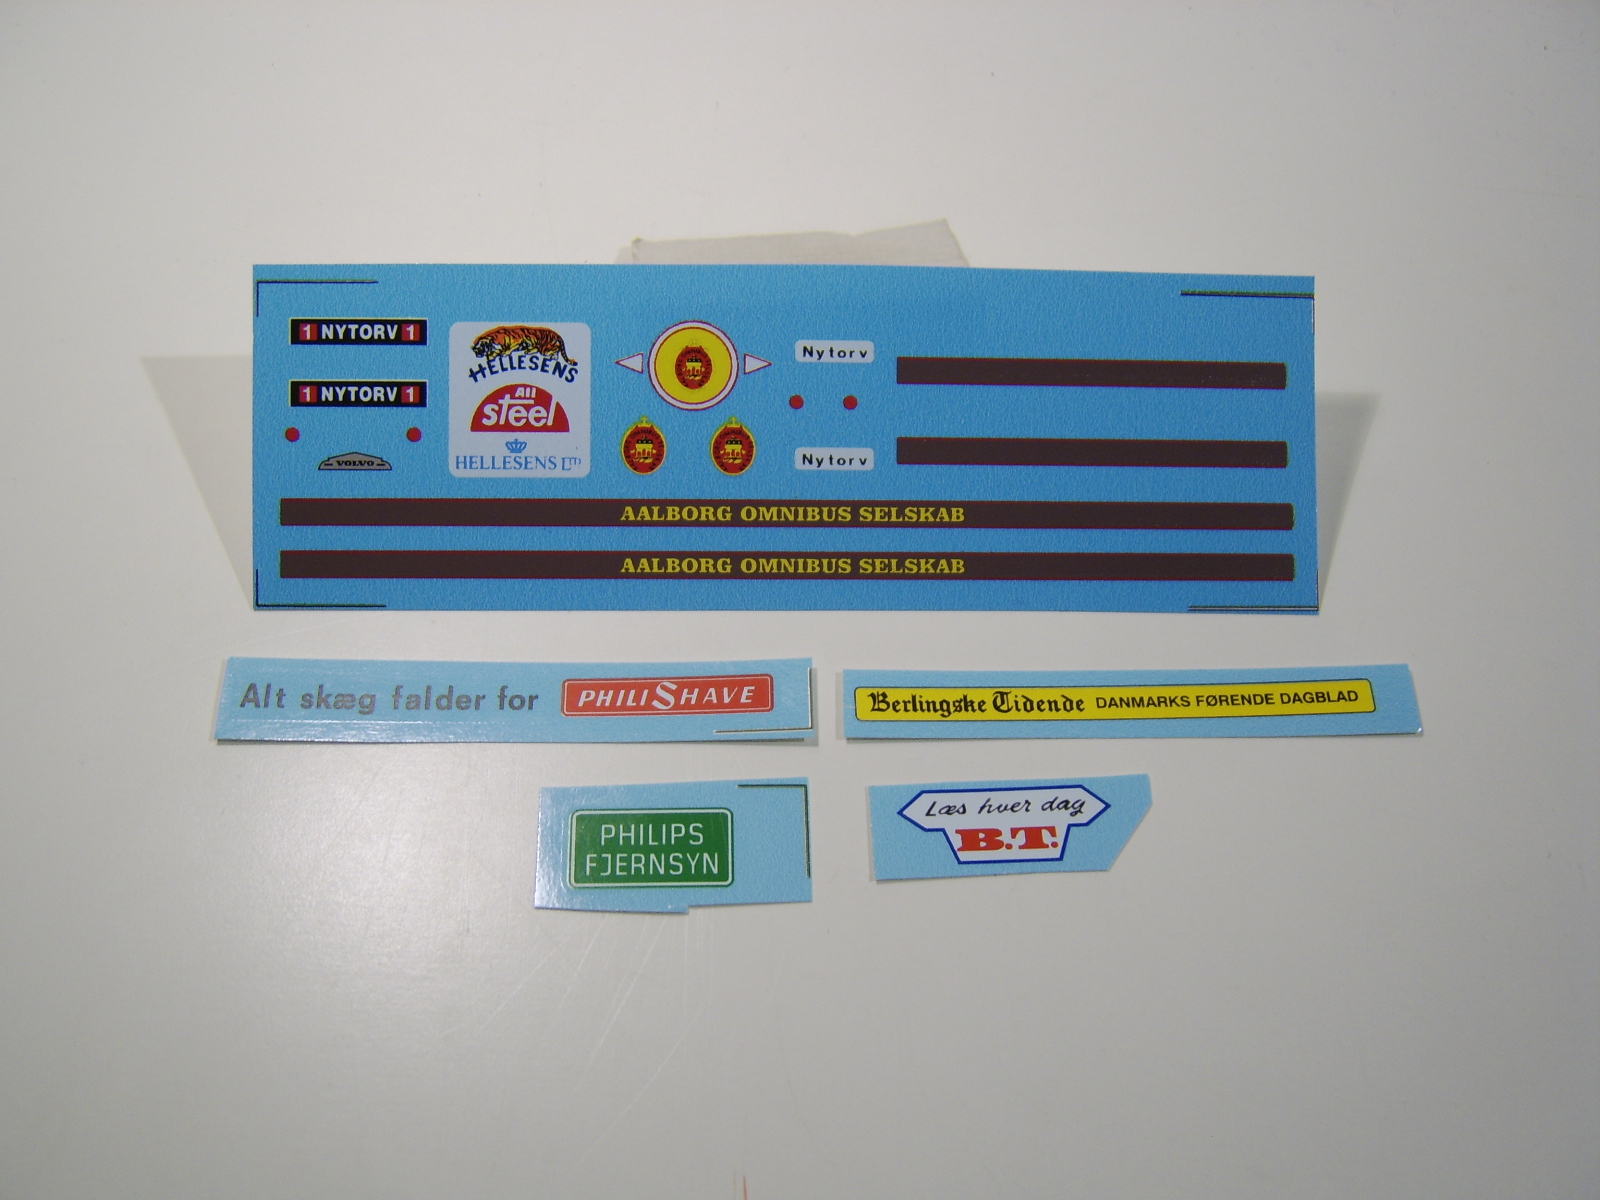 1 NYTORV 1
1 NYTORV 1
VOLVO
HELLESENS
All
steel
HELLESENS LTD
Nytorv
Nytorv
AALBORG OMNIBUS SELSKAB
AALBORG OMNIBUS SELSKAB
Alt skæg falder for PHILISHAVE
Berlingske Tidende DANMARKS FØRENDE DAGBLAD
PHILIPS
FJERNSYN
Læs hver dag
B.T.